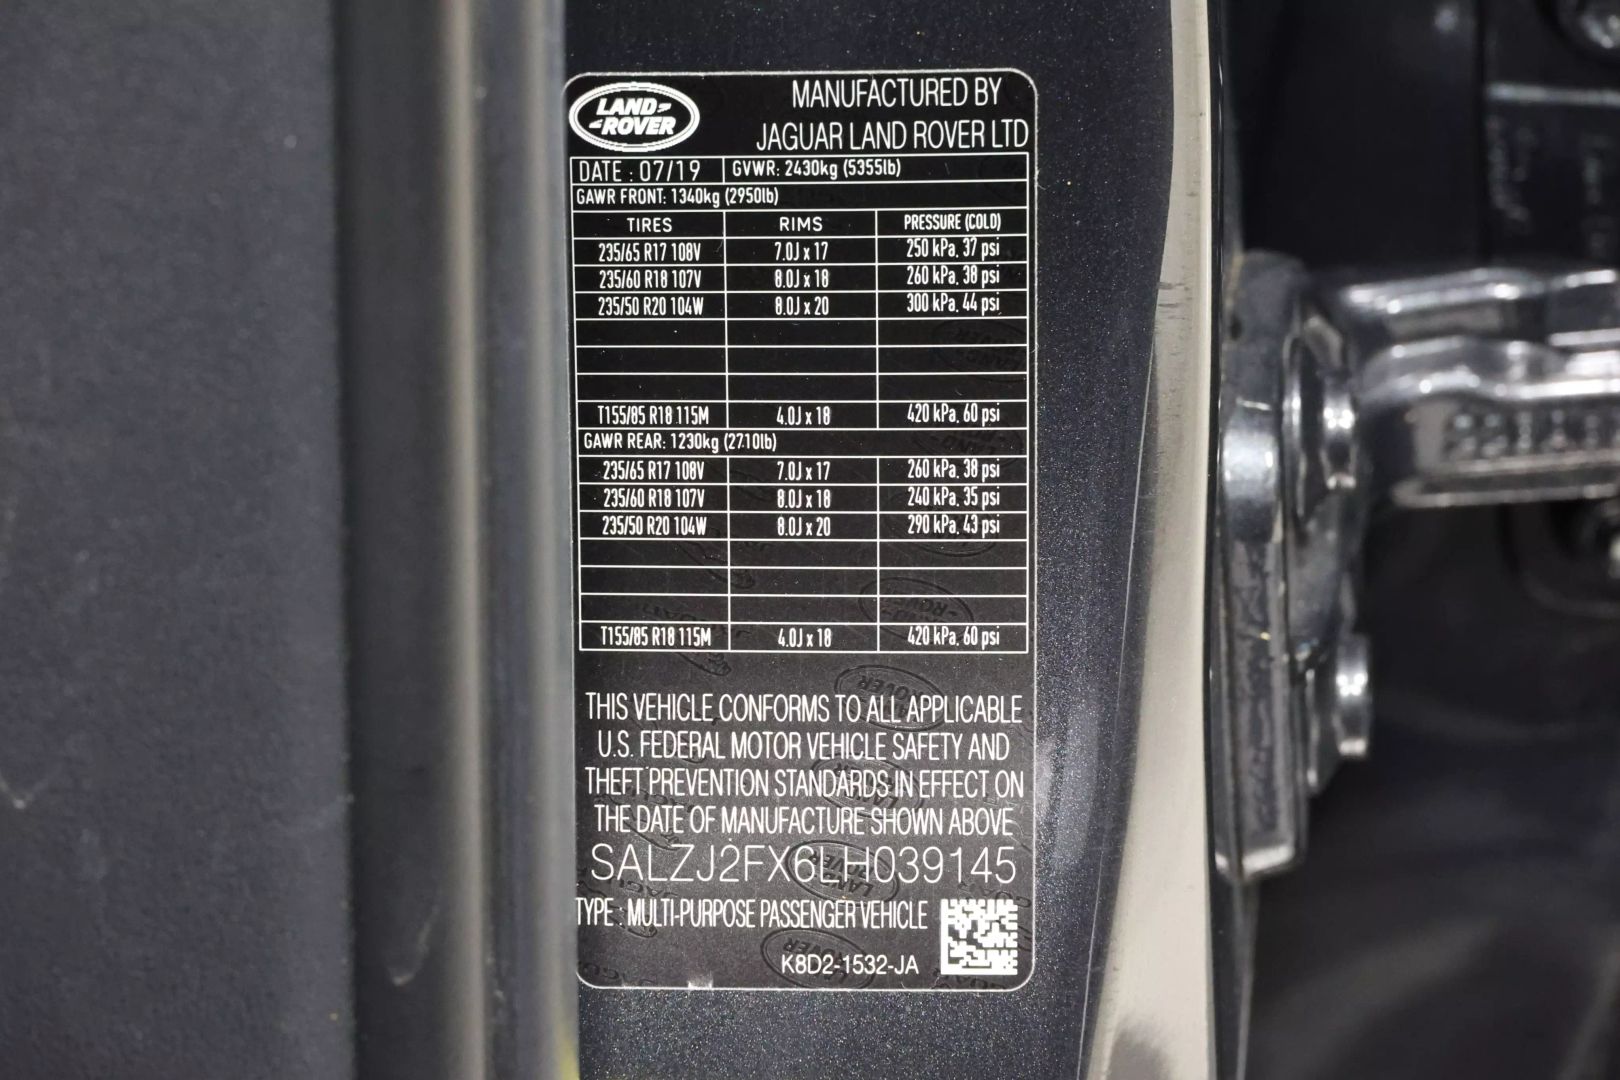 LAND-
-ROVER
MANUFACTURED BY
JAGUAR LAND ROVER LTD
DATE : 07/19 GVWR: 2430kg (5355lb)
GAWR FRONT: 1340kg (2950lb)
TIRES RIMS PRESSURE (COLD)
235/65 R17 108V 7.0J x 17 250 kPa, 37 psi
235/60 R18 107V 8.0J x 18 260 kPa, 38 psi
235/50 R20 104W 8.0J x 20 300 kPa, 44 psi
T155/85 R18 115M 4.0J x 18 420 kPa, 60 psi
GAWR REAR: 1230kg (2710lb)
235/65 R17 108V 7.0J x 17 260 kPa, 38 psi
235/60 R18 107V 8.0J x 18 240 kPa, 35 psi
235/50 R20 104W 8.0J x 20 290 kPa, 43 psi
T155/85 R18 115M 4.0J x 18 420 kPa, 60 psi
THIS VEHICLE CONFORMS TO ALL APPLICABLE
U.S. FEDERAL MOTOR VEHICLE SAFETY AND
THEFT PREVENTION STANDARDS IN EFFECT ON
THE DATE OF MANUFACTURE SHOWN ABOVE
SALZJ2FX6LH039145
TYPE : MULTI-PURPOSE PASSENGER VEHICLE
K8D2-1532-JA